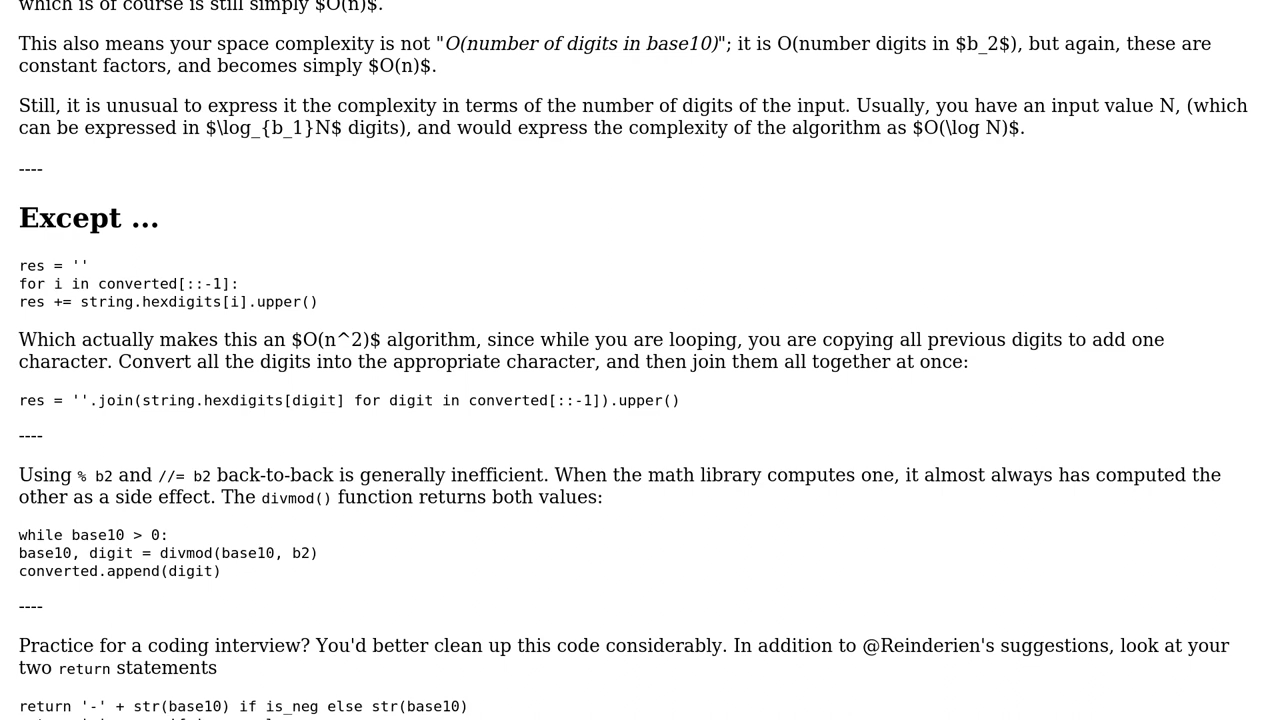 which is of course is still simply $O(n)$.
This also means your space complexity is not "O(number of digits in base10)"; it is O(number digits in $b_2$), but again, these are
constant factors, and becomes simply $O(n)$.
Still, it is unusual to express it the complexity in terms of the number of digits of the input. Usually, you have an input value N, (which
can be expressed in $\log_{b_1}N$ digits), and would express the complexity of the algorithm as $O(\log N)$.
----
Except ...
res = ''
for i in converted[::-1]:
res += string.hexdigits[i].upper()
Which actually makes this an $O(n^2)$ algorithm, since while you are looping, you are copying all previous digits to add one
character. Convert all the digits into the appropriate character, and then join them all together at once:
res = ''.join(string.hexdigits[digit] for digit in converted[::-1]).upper()
----
Using % b2 and //= b2 back-to-back is generally inefficient. When the math library computes one, it almost always has computed the
other as a side effect. The divmod() function returns both values:
while base10 > 0:
base10, digit = divmod(base10, b2)
converted.append(digit)
----
Practice for a coding interview? You'd better clean up this code considerably. In addition to @Reinderien's suggestions, look at your
two return statements
return '-' + str(base10) if is_neg else str(base10)